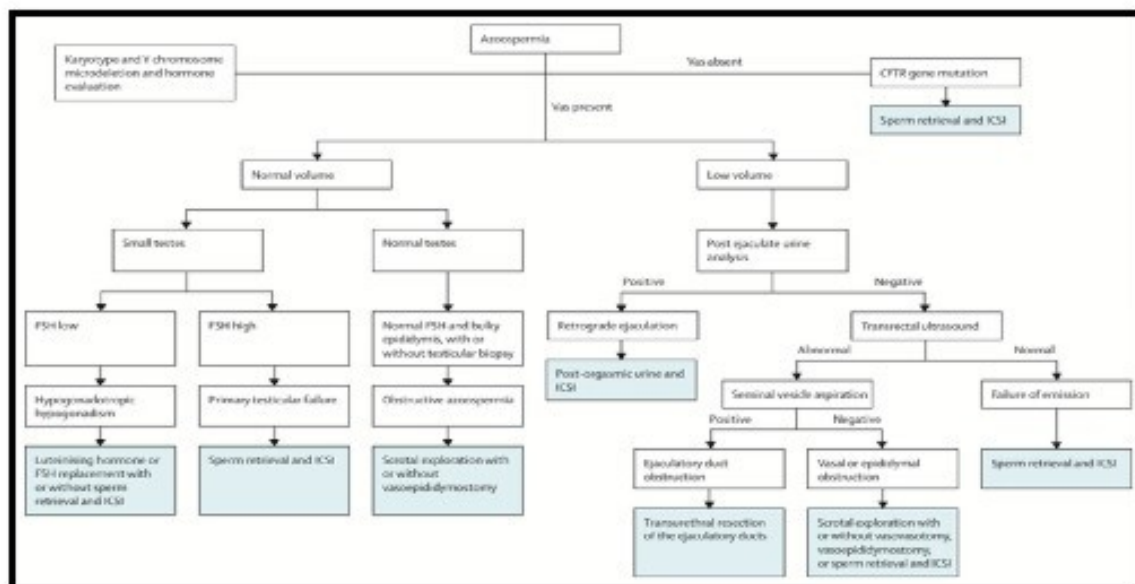 Azoospermia
Karyotype and Y chromosome
microdeletion and hormone
evaluation
Vas absent
CFTR gene mutation
Sperm retrieval and ICSI
Vas present
Normal volume
Low volume
Small testes
Normal testes
Post ejaculate urine
analysis
Positive
Negative
FSH low
FSH high
Normal FSH and bulky
epididymis, with or
without testicular biopsy
Retrograde ejaculation
Transrectal ultrasound
Abnormal
Normal
Post-orgasmic urine and
ICSI
Hypogonadotropic
hypogonadism
Primary testicular failure
Obstructive azoospermia
Seminal vesicle aspiration
Failure of emission
Positive
Negative
Luteinising hormone or
FSH replacement with
or without sperm
retrieval and ICSI
Sperm retrieval and ICSI
Scrotal exploration with
or without
vasoepididymostomy
Ejaculatory duct
obstruction
Vasal or epididymal
obstruction
Sperm retrieval and ICSI
Transurethral resection
of the ejaculatory ducts
Scrotal exploration with
or without vasovasotomy,
vasoepididymostomy,
or sperm retrieval and ICSI